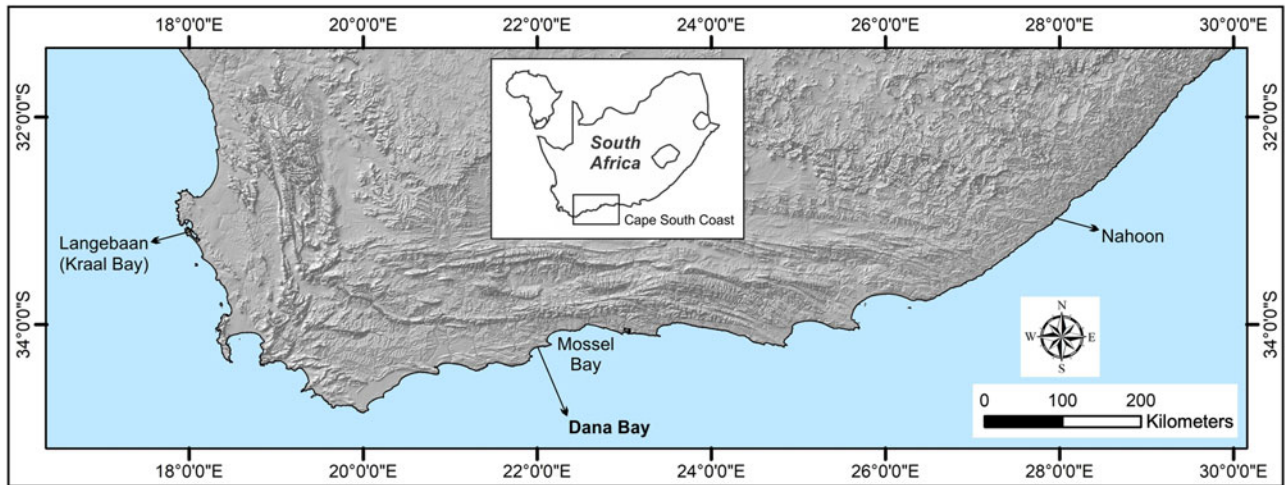 18°0'0"E 20°0'0"E 22°0'0"E 24°0'0"E 26°0'0"E 28°0'0"E 30°0'0"E
32°0'0"S
32°0'0"S
South
Africa
Cape South Coast
Langebaan
(Kraal Bay)
Nahoon
34°0'0"S
34°0'0"S
Mossel
Bay
Dana Bay
N
W E
S
0 100 200
Kilometers
18°0'0"E 20°0'0"E 22°0'0"E 24°0'0"E 26°0'0"E 28°0'0"E 30°0'0"E